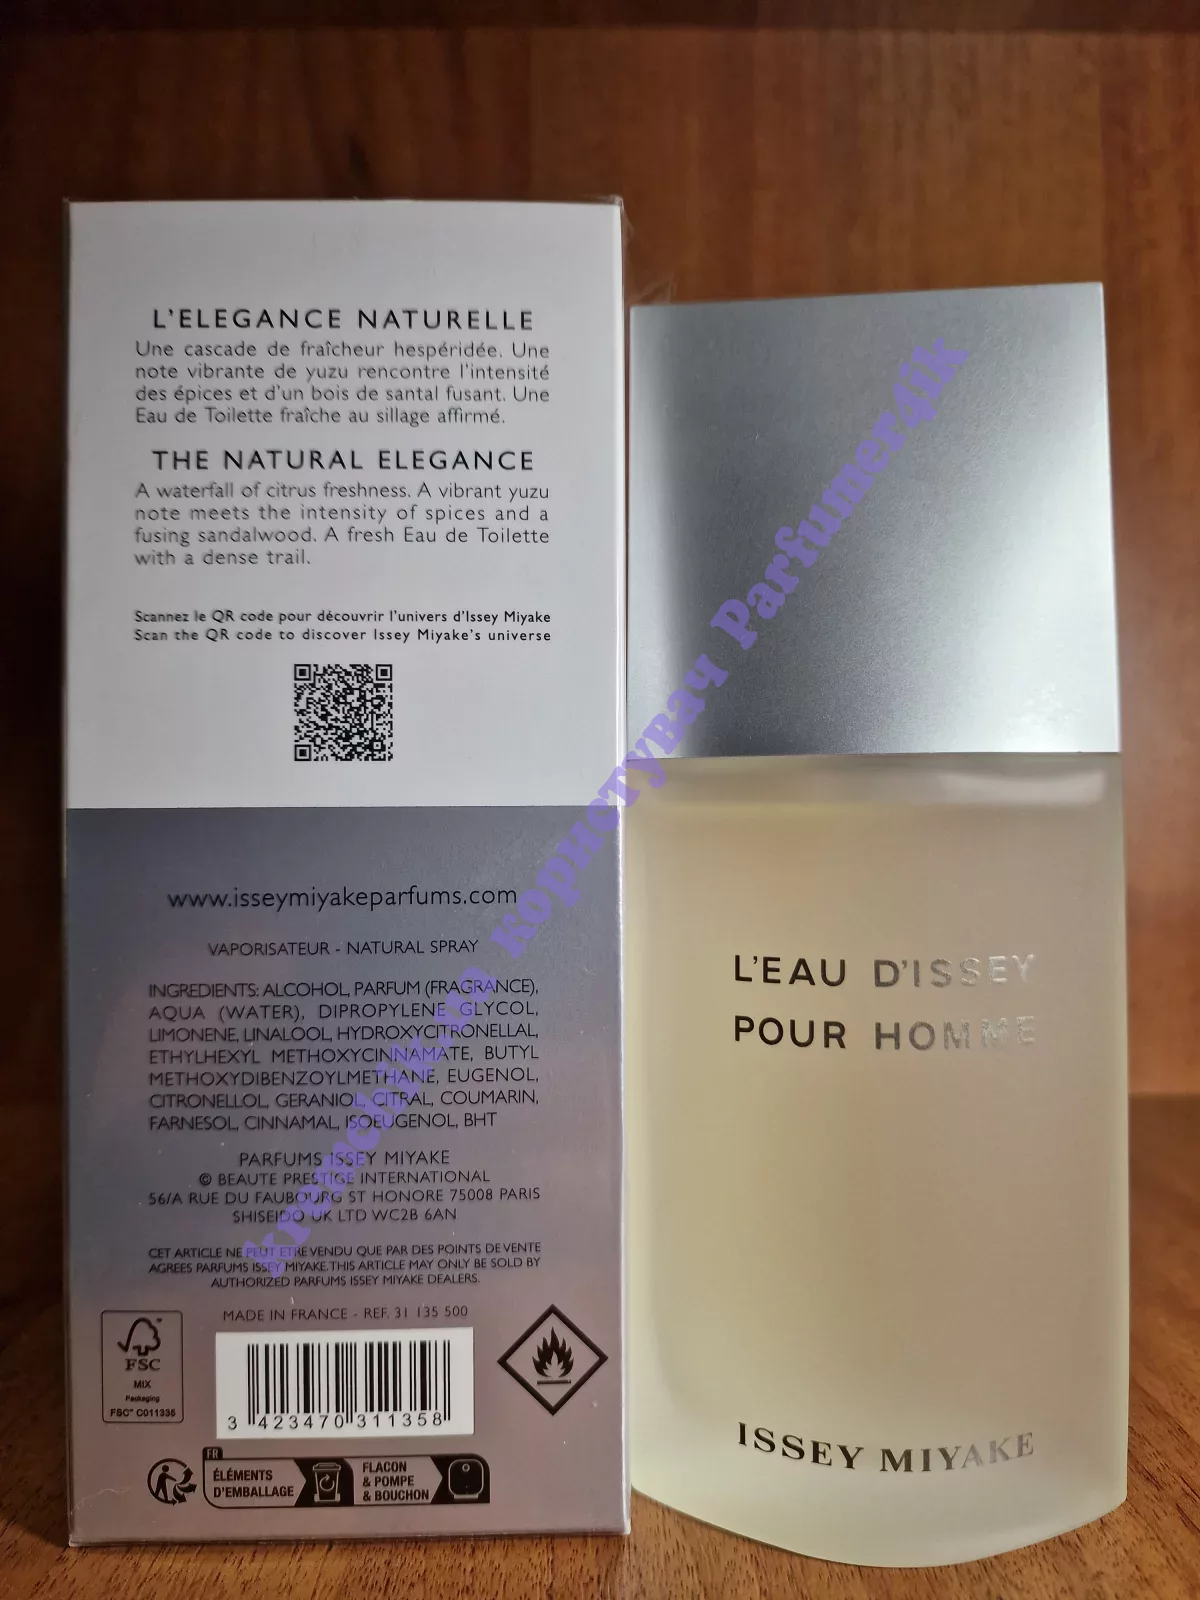 L'ELEGANCE NATURELLE
Une cascade de fraîcheur hespéridée. Une
note vibrante de yuzu rencontre l'intensité
des épices et d'un bois de santal fusant. Une
Eau de Toilette fraîche au sillage affirmé.
THE NATURAL ELEGANCE
A waterfall of citrus freshness. A vibrant yuzu
note meets the intensity of spices and a
fusing sandalwood. A fresh Eau de Toilette
with a dense trail.
Scannez le QR code pour découvrir l'univers d'Issey Miyake
Scan the QR code to discover Issey Miyake's universe
www.isseymiyakeparfums.com
VAPORISATEUR - NATURAL SPRAY
INGREDIENTS: ALCOHOL, PARFUM (FRAGRANCE),
AQUA (WATER), DIPROPYLENE GLYCOL,
LIMONENE, LINALOOL, HYDROXYCITRONELLAL,
ETHYLHEXYL METHOXYCINNAMATE, BUTYL
METHOXYDIBENZOYLMETHANE, EUGENOL,
CITRONELLOL, GERANIOL, CITRAL, COUMARIN,
FARNESOL, CINNAMAL, ISOEUGENOL, BHT
PARFUMS ISSEY MIYAKE
© BEAUTE PRESTIGE INTERNATIONAL
56/A RUE DU FAUBOURG ST HONORE 75008 PARIS
SHISEIDO UK LTD WC2B 6AN
CET ARTICLE NE PEUT ETRE VENDU QUE PAR DES POINTS DE VENTE
AGREES PARFUMS ISSEY MIYAKE. THIS ARTICLE MAY ONLY BE SOLD BY
AUTHORIZED PARFUMS ISSEY MIYAKE DEALERS.
MADE IN FRANCE - REF. 31 135 500
FSC
MIX
Packaging
FSC® C011335
3 423470 311358
FR
ÉLÉMENTS
D'EMBALLAGE
FLACON
& POMPE
& BOUCHON
L'EAU D'ISSEY
POUR HOMME
ISSEY MIYAKE
користувач Parfumer4ik